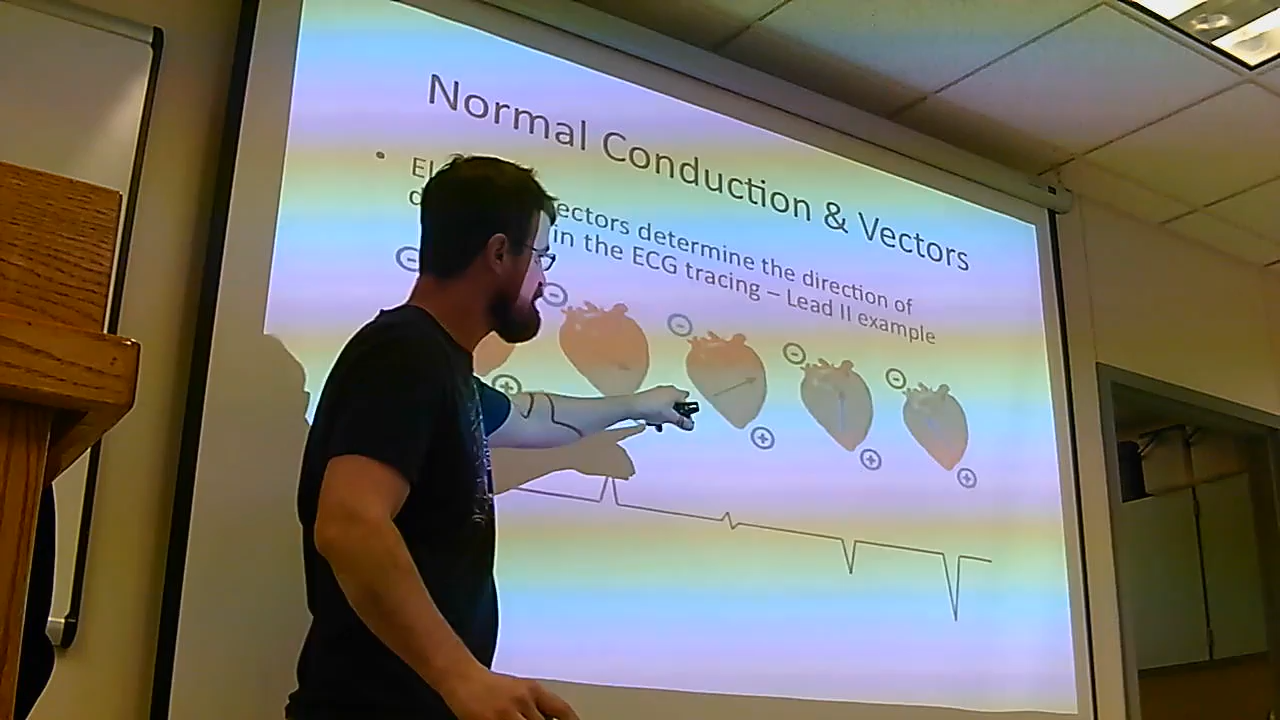 Normal Conduction & Vectors
• ectors determine the direction of
in the ECG tracing – Lead II example